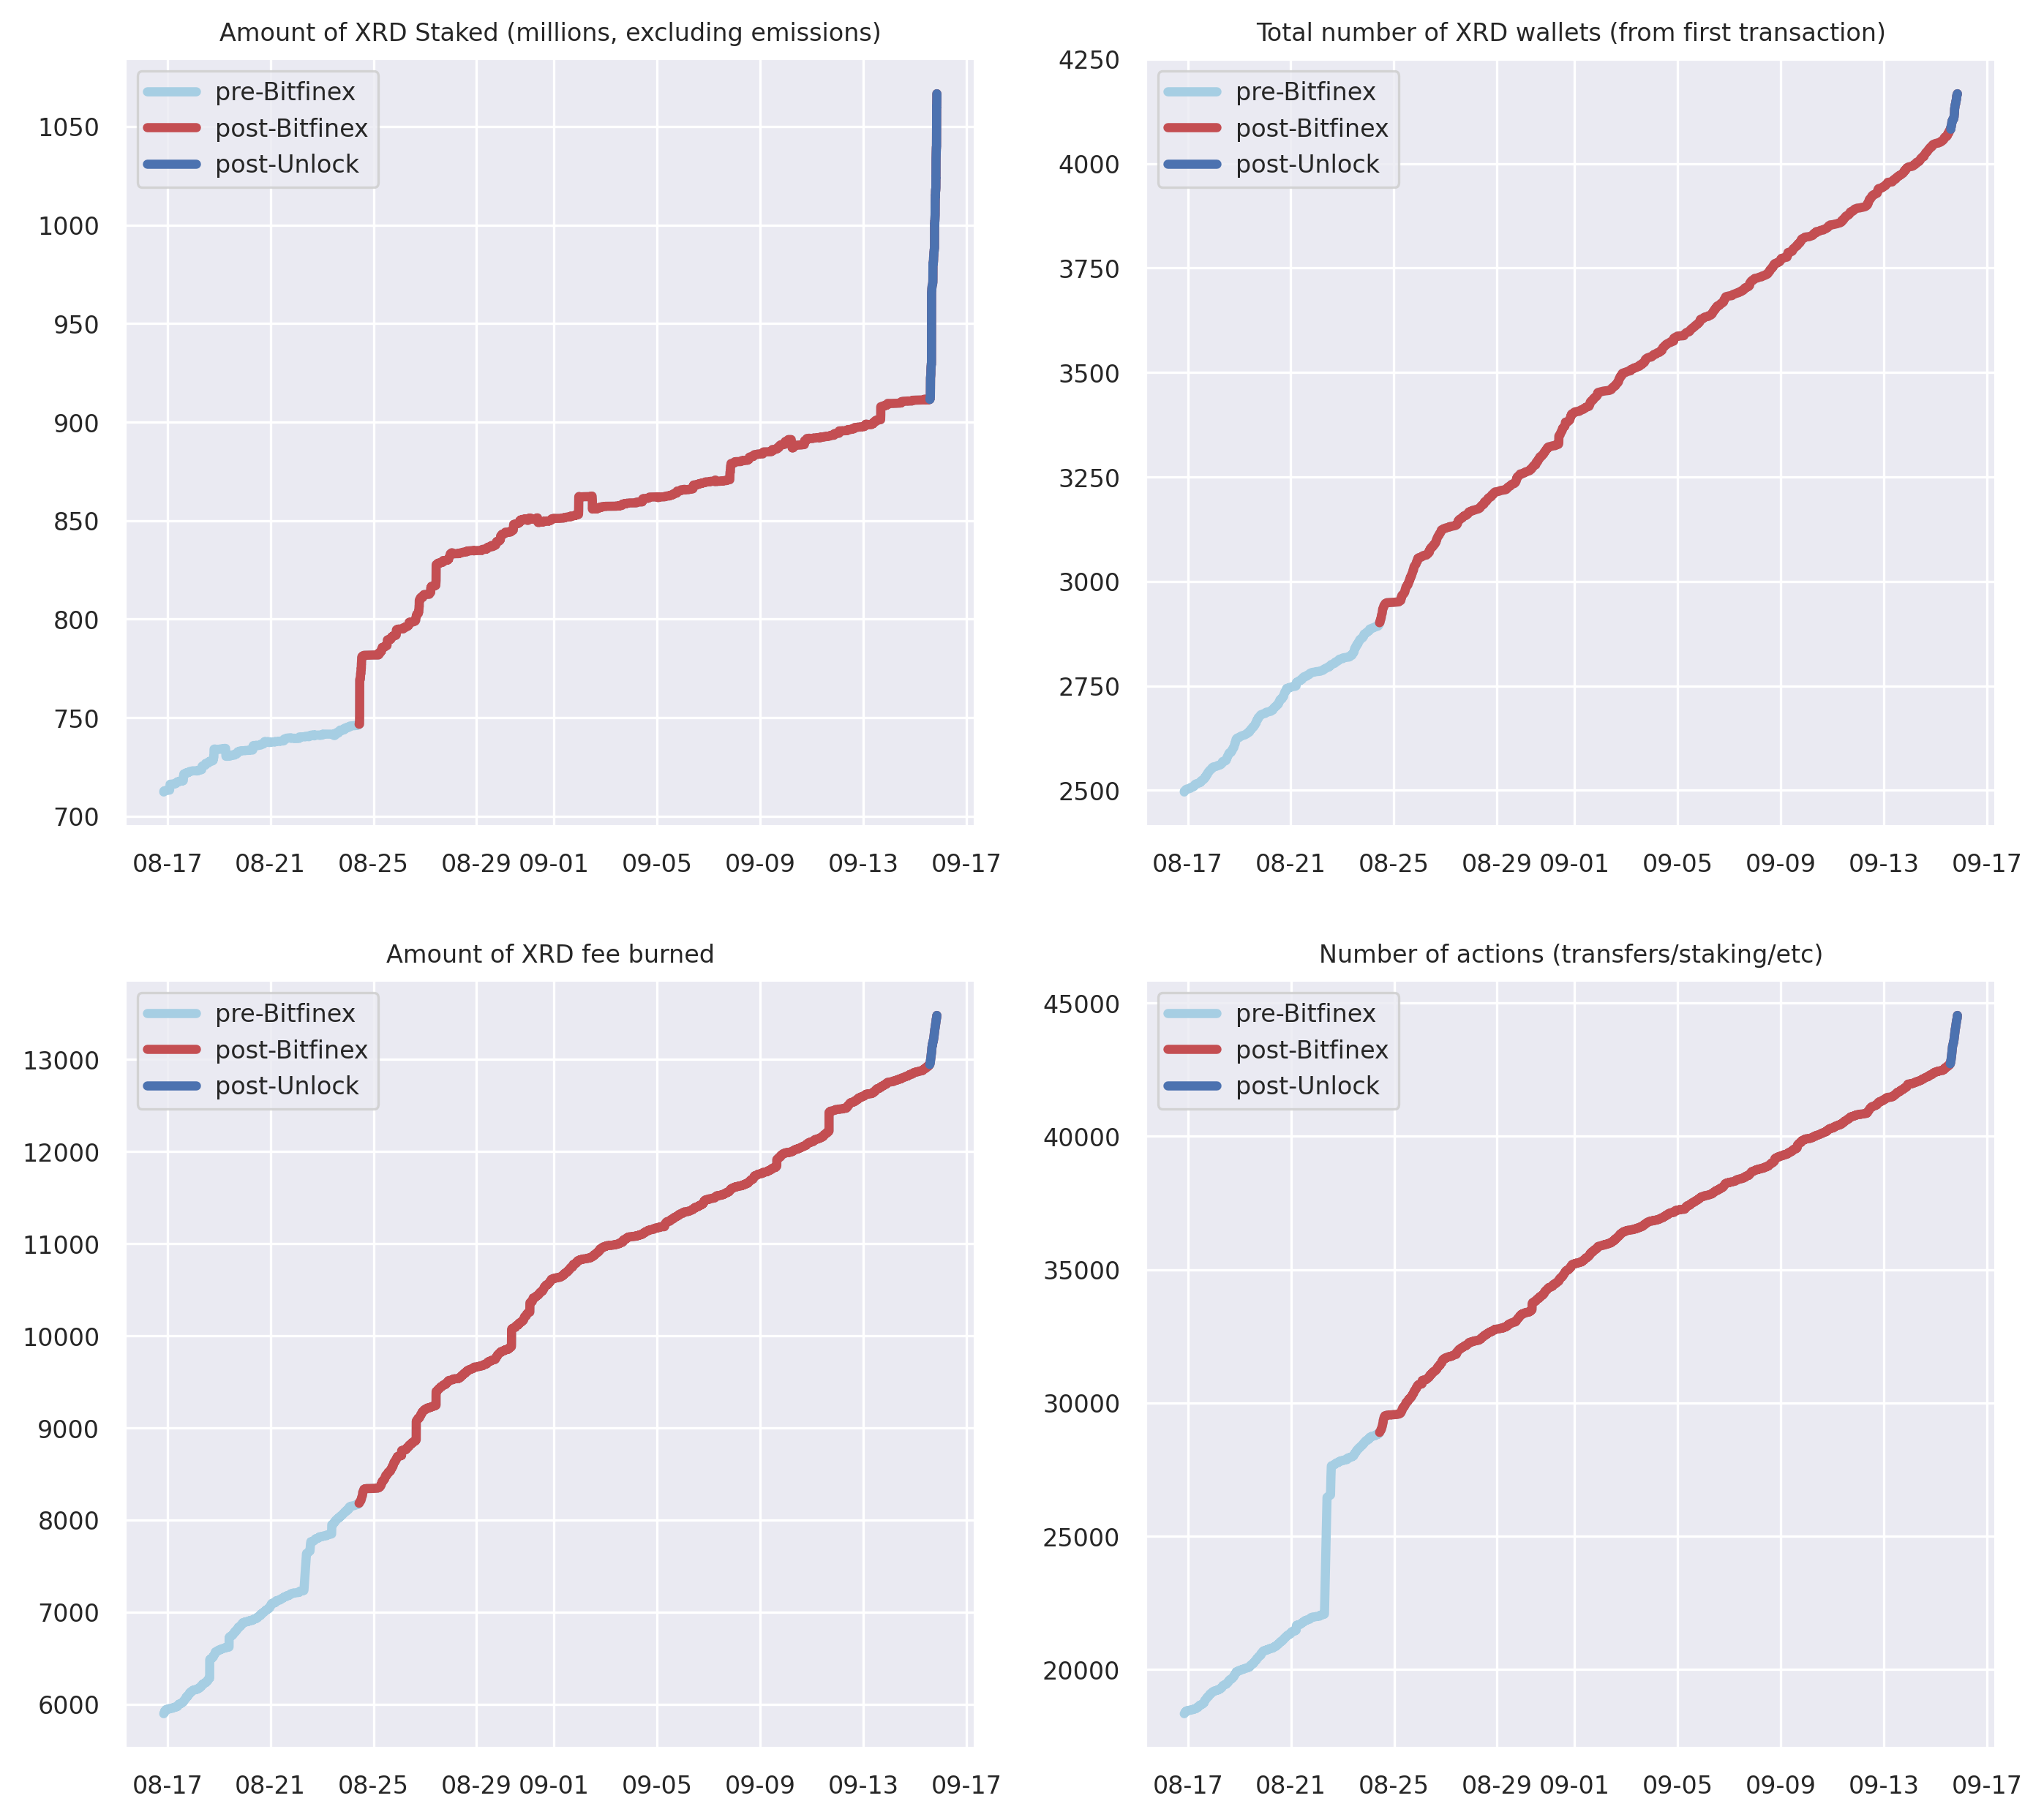 Amount of XRD Staked (millions, excluding emissions)
pre-Bitfinex
post-Bitfinex
post-Unlock
1050
1000
950
900
850
800
750
700
08-17 08-21 08-25 08-29 09-01 09-05 09-09 09-13 09-17
Total number of XRD wallets (from first transaction)
pre-Bitfinex
post-Bitfinex
post-Unlock
4250
4000
3750
3500
3250
3000
2750
2500
08-17 08-21 08-25 08-29 09-01 09-05 09-09 09-13 09-17
Amount of XRD fee burned
pre-Bitfinex
post-Bitfinex
post-Unlock
13000
12000
11000
10000
9000
8000
7000
6000
08-17 08-21 08-25 08-29 09-01 09-05 09-09 09-13 09-17
Number of actions (transfers/staking/etc)
pre-Bitfinex
post-Bitfinex
post-Unlock
45000
40000
35000
30000
25000
20000
08-17 08-21 08-25 08-29 09-01 09-05 09-09 09-13 09-17